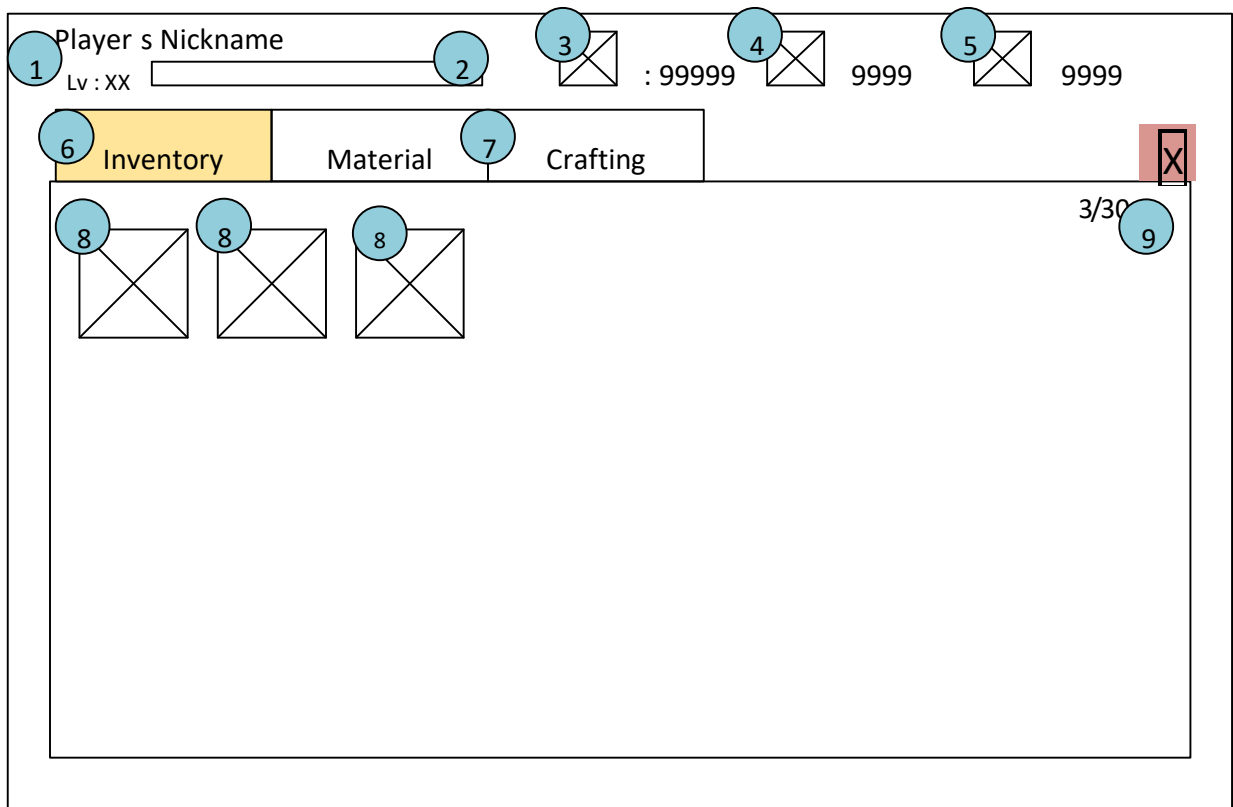 Player s Nickname
1
Lv : XX
2
3
: 99999
4
9999
5
9999
6
Inventory
Material
7
Crafting
X
3/30
9
8
8
8